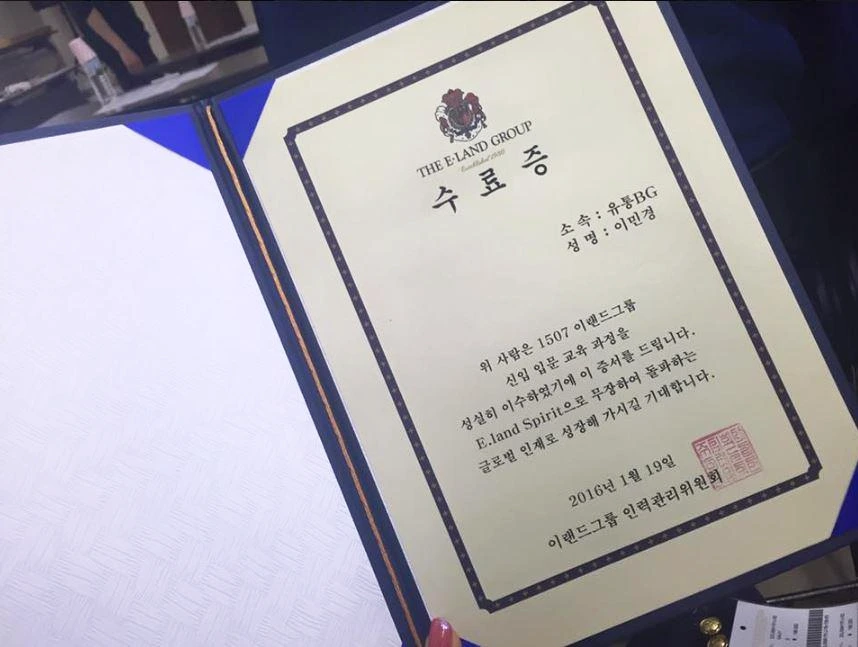 THE E·LAND GROUP
Established 1980
수료증
소 속 : 유통BG
성 명 : 이민경
위 사람은 1507 이랜드그룹
신입 입문 교육 과정을
성실히 이수하였기에 이 증서를 드립니다.
E.land Spirit으로 무장하여 돌파하는
글로벌 인재로 성장해 가시길 기대합니다.
2016년 1월 19일
이랜드그룹 인력관리위원회